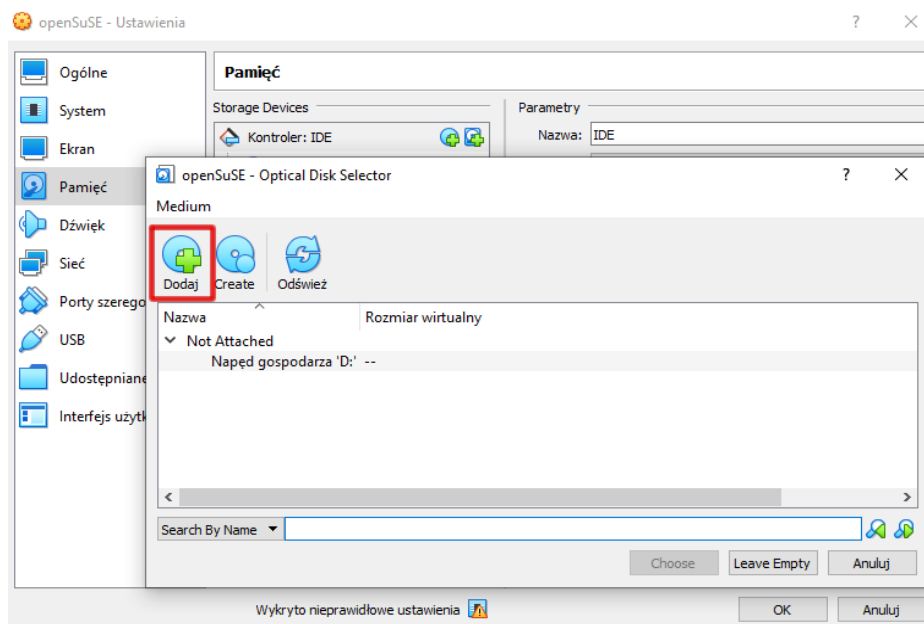 openSuSE - Ustawienia
Ogólne
System
Ekran
Pamięć
Dźwięk
Sieć
Porty szerego
USB
Udostępniane
Interfejs użytk
Pamięć
Storage Devices
Kontroler: IDE
Parametry
Nazwa: IDE
openSuSE - Optical Disk Selector
Medium
Dodaj Create Odśwież
Nazwa Rozmiar wirtualny
Not Attached
Napęd gospodarza 'D:' --
Search By Name
Choose Leave Empty Anuluj
Wykryto nieprawidłowe ustawienia OK Anuluj